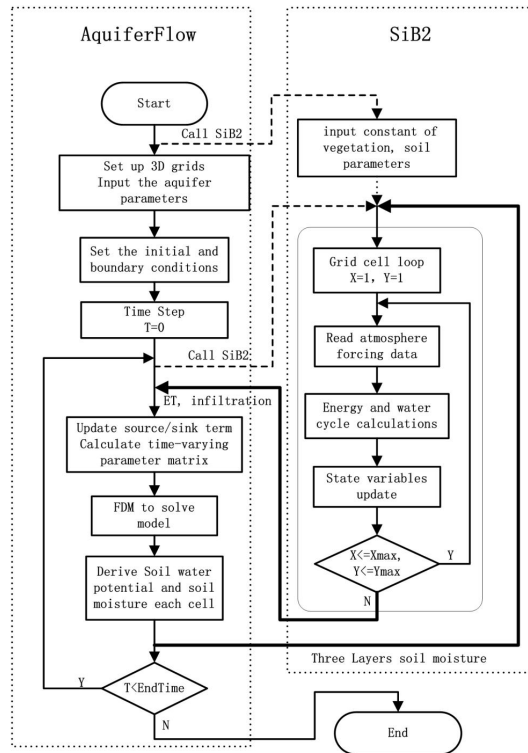 AquiferFlow
Start
Call SiB2
Set up 3D grids
Input the aquifer
parameters
Set the initial and
boundary conditions
Time Step
T=0
Call SiB2
ET, infiltration
Update source/sink term
Calculate time-varying
parameter matrix
FDM to solve
model
Derive Soil water
potential and soil
moisture each cell
T<EndTime
Y
N
SiB2
input constant of
vegetation, soil
parameters
Grid cell loop
X=1, Y=1
Read atmosphere
forcing data
Energy and water
cycle calculations
State variables
update
X<=Xmax,
Y<=Ymax
Y
N
Three Layers soil moisture
End